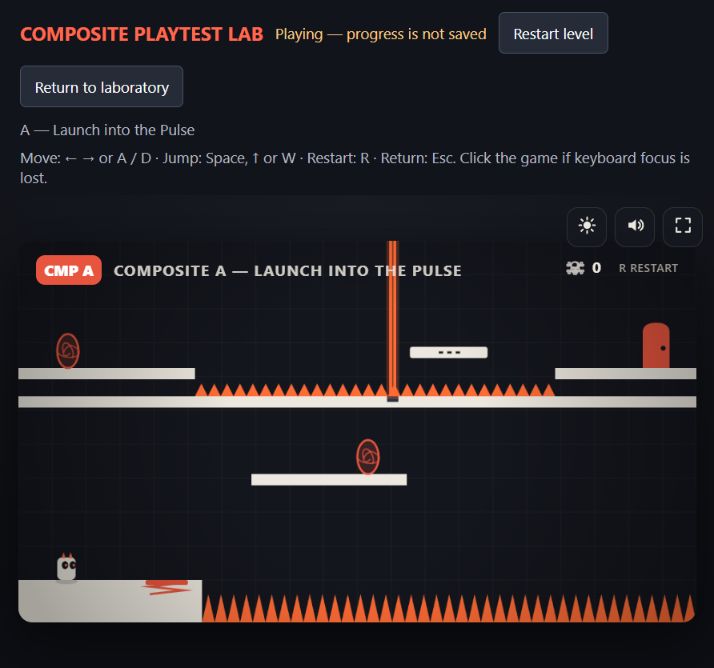 COMPOSITE PLAYTEST LAB Playing — progress is not saved Restart level
Return to laboratory
A — Launch into the Pulse
Move: ← → or A / D · Jump: Space, ↑ or W · Restart: R · Return: Esc. Click the game if keyboard focus is
lost.
CMP A COMPOSITE A — LAUNCH INTO THE PULSE 0 R RESTART